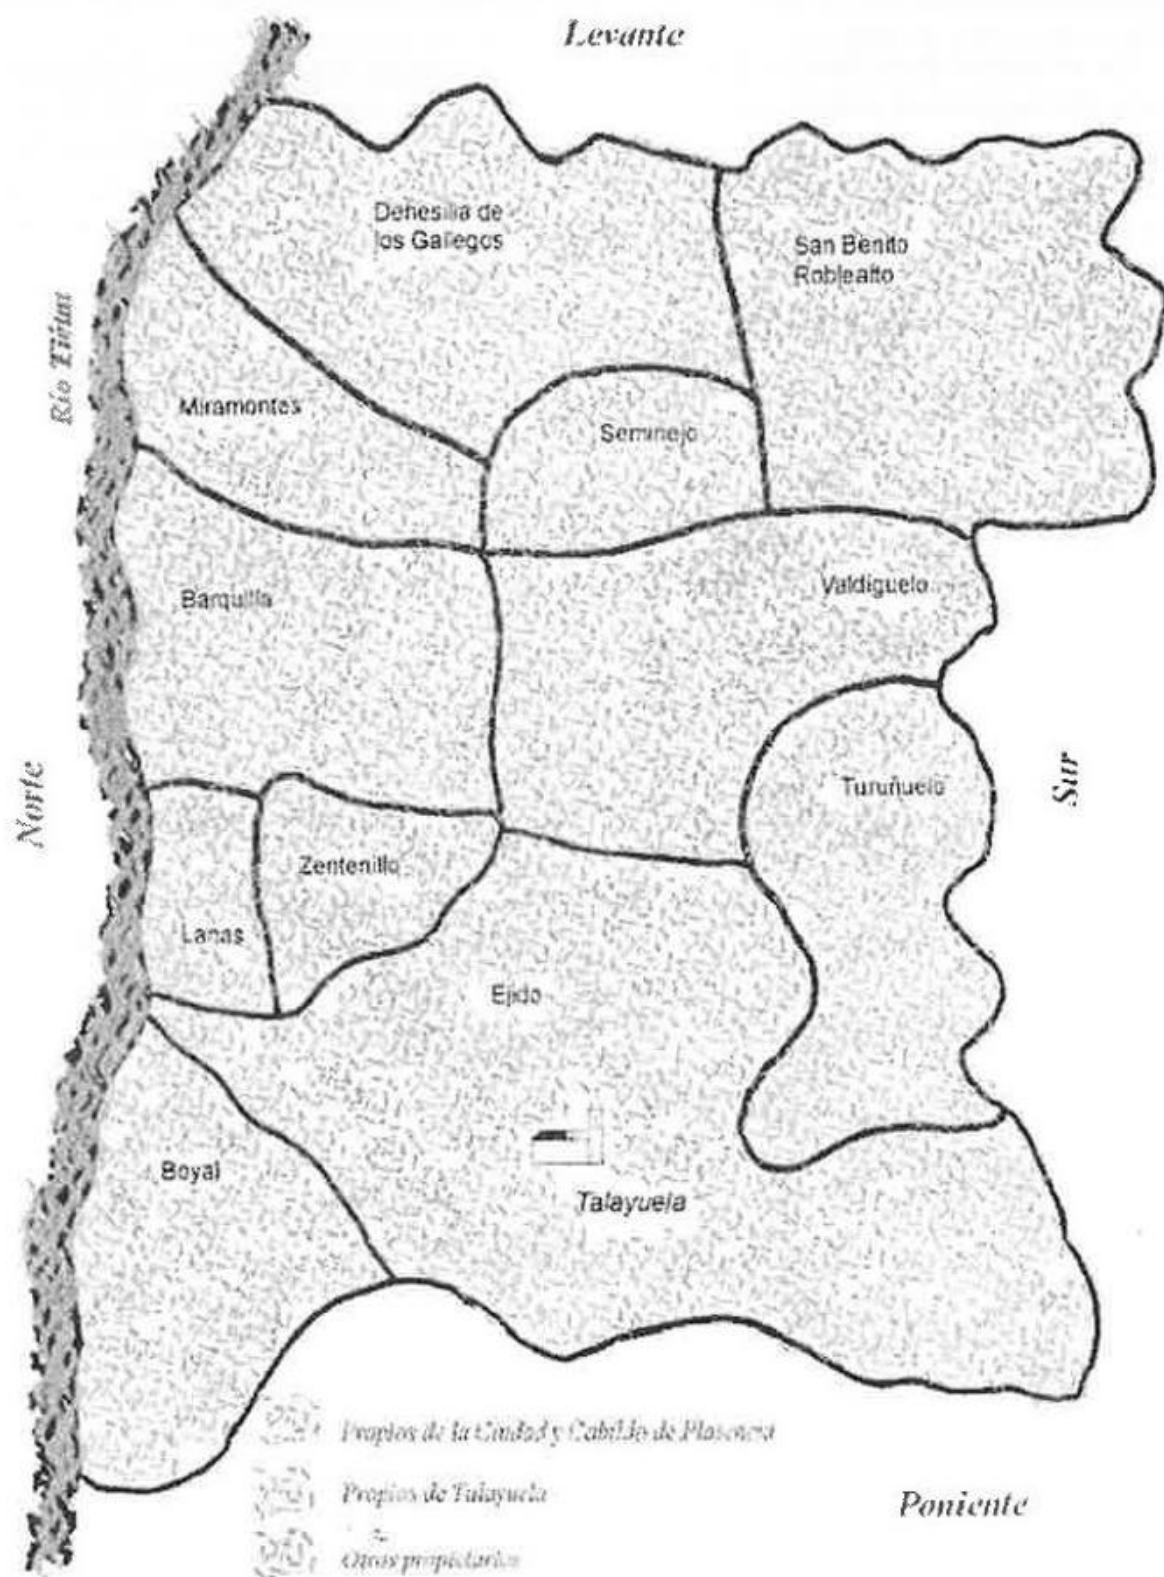 Levante
Dehesilla de
los Gallegos
San Benito
Roblealto
Río Tiétar
Miramontes
Seminejo
Barquilla
Valdiguelo
Norte
Sur
Turuñuelo
Zentenillo
Lanas
Ejido
Boyal
Talayuela
Propios de la Ciudad y Cabildo de Plasencia
Propios de Talayuela
Otros propietarios
Poniente